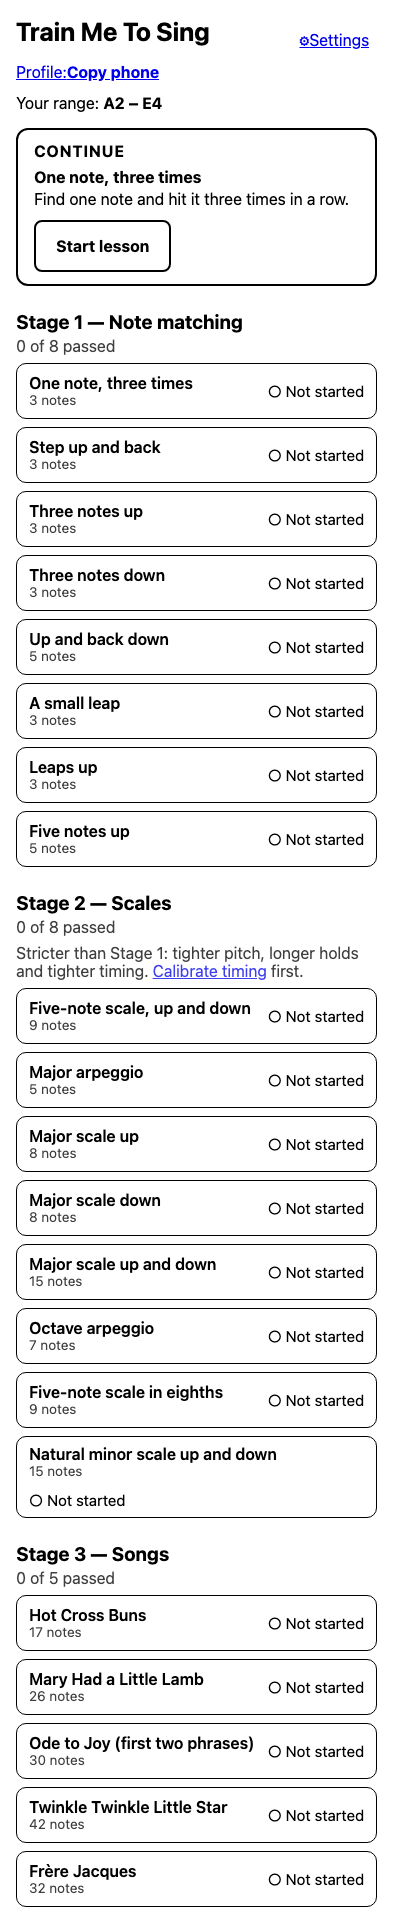 Train Me To Sing
⚙Settings
Profile:Copy phone
Your range: A2 – E4
CONTINUE
One note, three times
Find one note and hit it three times in a row.
Start lesson
Stage 1 — Note matching
0 of 8 passed
One note, three times
3 notes
Not started
Step up and back
3 notes
Not started
Three notes up
3 notes
Not started
Three notes down
3 notes
Not started
Up and back down
5 notes
Not started
A small leap
3 notes
Not started
Leaps up
3 notes
Not started
Five notes up
5 notes
Not started
Stage 2 — Scales
0 of 8 passed
Stricter than Stage 1: tighter pitch, longer holds
and tighter timing. Calibrate timing first.
Five-note scale, up and down
9 notes
Not started
Major arpeggio
5 notes
Not started
Major scale up
8 notes
Not started
Major scale down
8 notes
Not started
Major scale up and down
15 notes
Not started
Octave arpeggio
7 notes
Not started
Five-note scale in eighths
9 notes
Not started
Natural minor scale up and down
15 notes
Not started
Stage 3 — Songs
0 of 5 passed
Hot Cross Buns
17 notes
Not started
Mary Had a Little Lamb
26 notes
Not started
Ode to Joy (first two phrases)
30 notes
Not started
Twinkle Twinkle Little Star
42 notes
Not started
Frère Jacques
32 notes
Not started